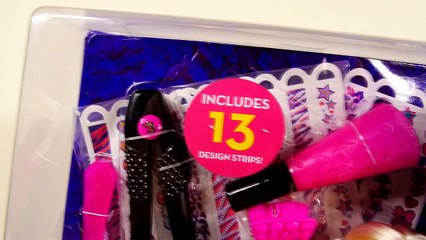 INCLUDES
13
DESIGN STRIPS!